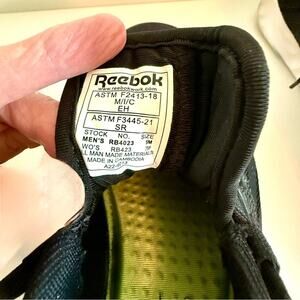 Reebok
www.reebokwork.com
ASTM F2413-18
M/I/C
EH
ASTM F3445-21
SR
STOCK NO. SIZE
MEN'S RB4023 9M
WO'S RB423
L MAN MADE MATERIALS
MADE IN CAMBODIA